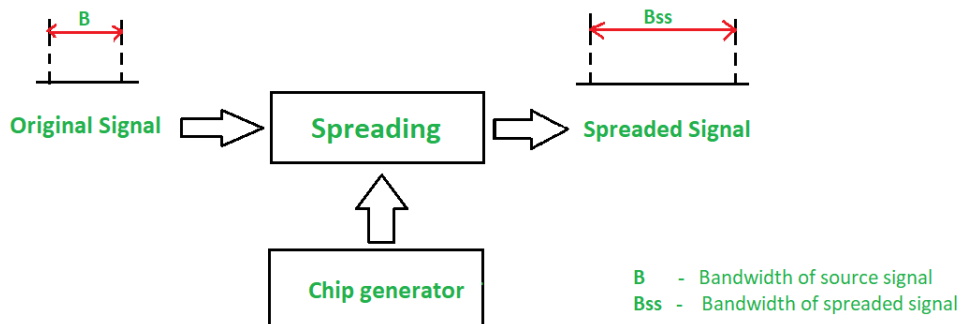 B
Bss
Original Signal
Spreading
Spreaded Signal
Chip generator
B - Bandwidth of source signal
Bss - Bandwidth of spreaded signal